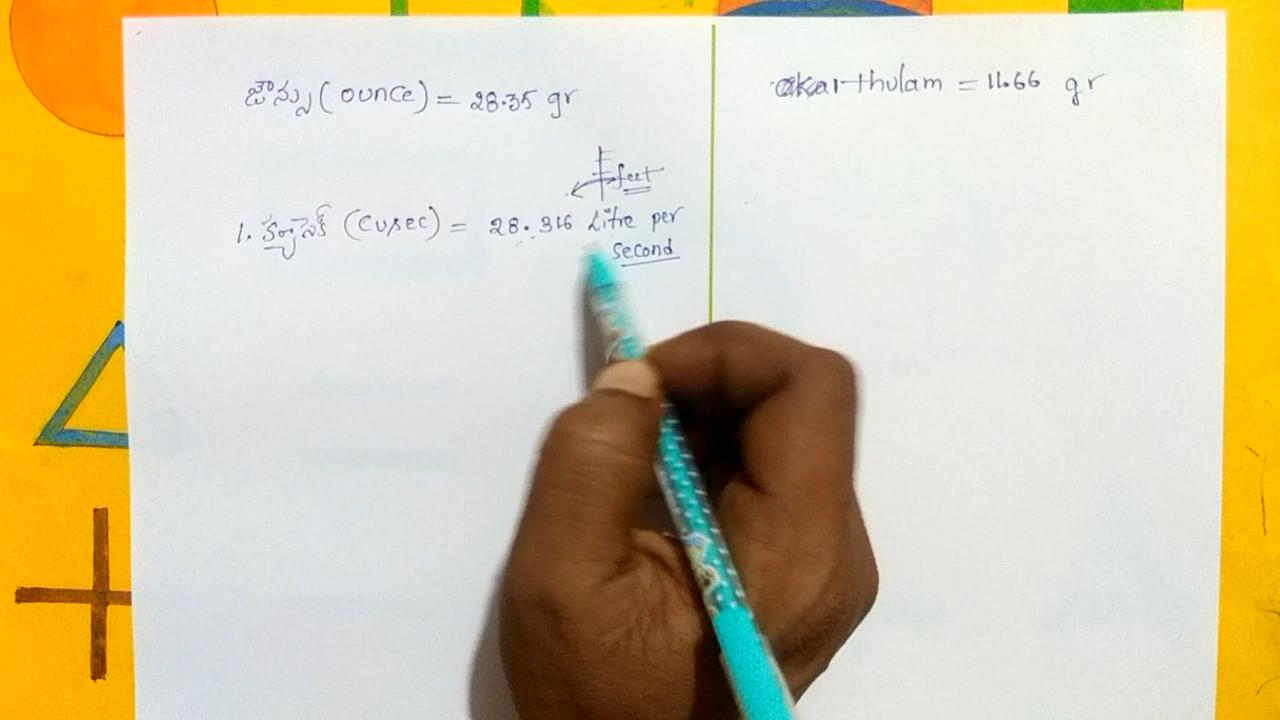 ఔన్సు (ounce) = 28.35 gr
feet
1. క్యూసెక్ (cusec) = 28.316 Litre per
second
thulam = 11.66 gr